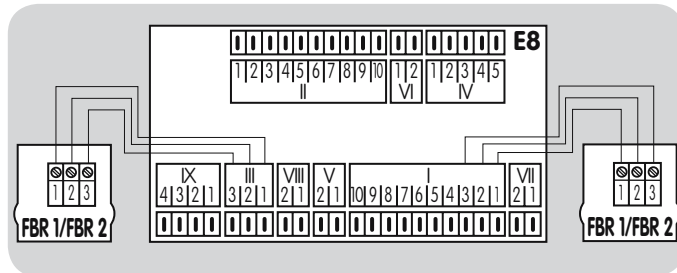 E8
1 2 3 4 5 6 7 8 9 10 1 2 1 2 3 4 5
II VI IV
IX III VIII V I VII
4 3 2 1 3 2 1 2 1 2 1 10 9 8 7 6 5 4 3 2 1 2 1
1 2 3
FBR 1/FBR 2
1 2 3
FBR 1/FBR 2